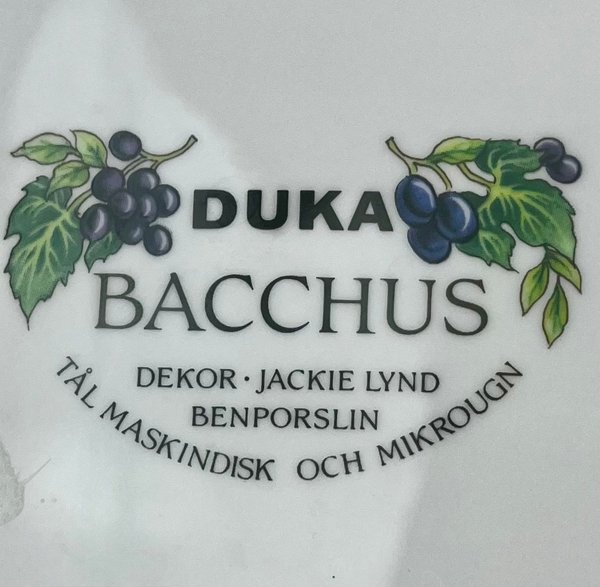 DUKA
BACCHUS
DEKOR · JACKIE LYND
BENPORSLIN
TÅL MASKINDISK OCH MIKROUGN